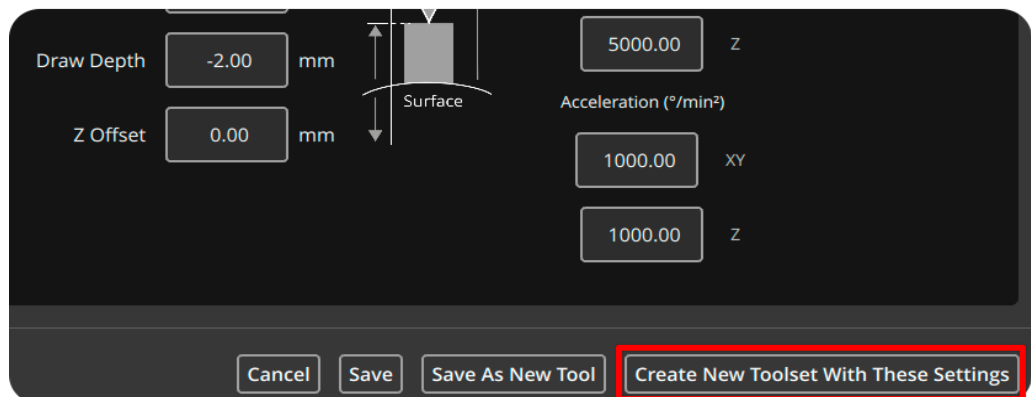 Draw Depth -2.00 mm
Z Offset 0.00 mm
Surface
5000.00 Z
Acceleration (°/min²)
1000.00 XY
1000.00 Z
Cancel Save Save As New Tool Create New Toolset With These Settings